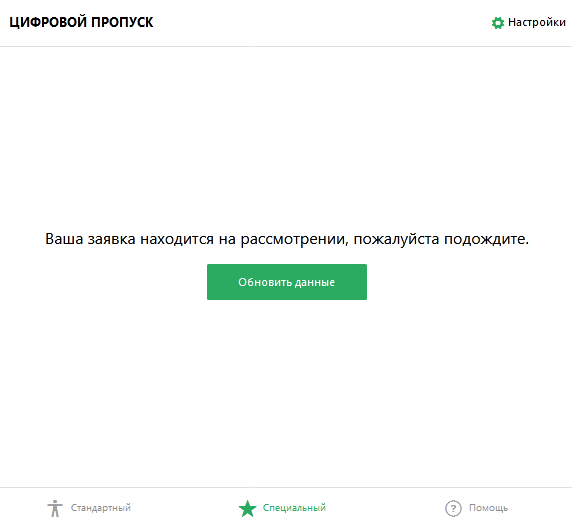 ЦИФРОВОЙ ПРОПУСК
Настройки
Ваша заявка находится на рассмотрении, пожалуйста подождите.
Обновить данные
Стандартный
Специальный
? Помощь